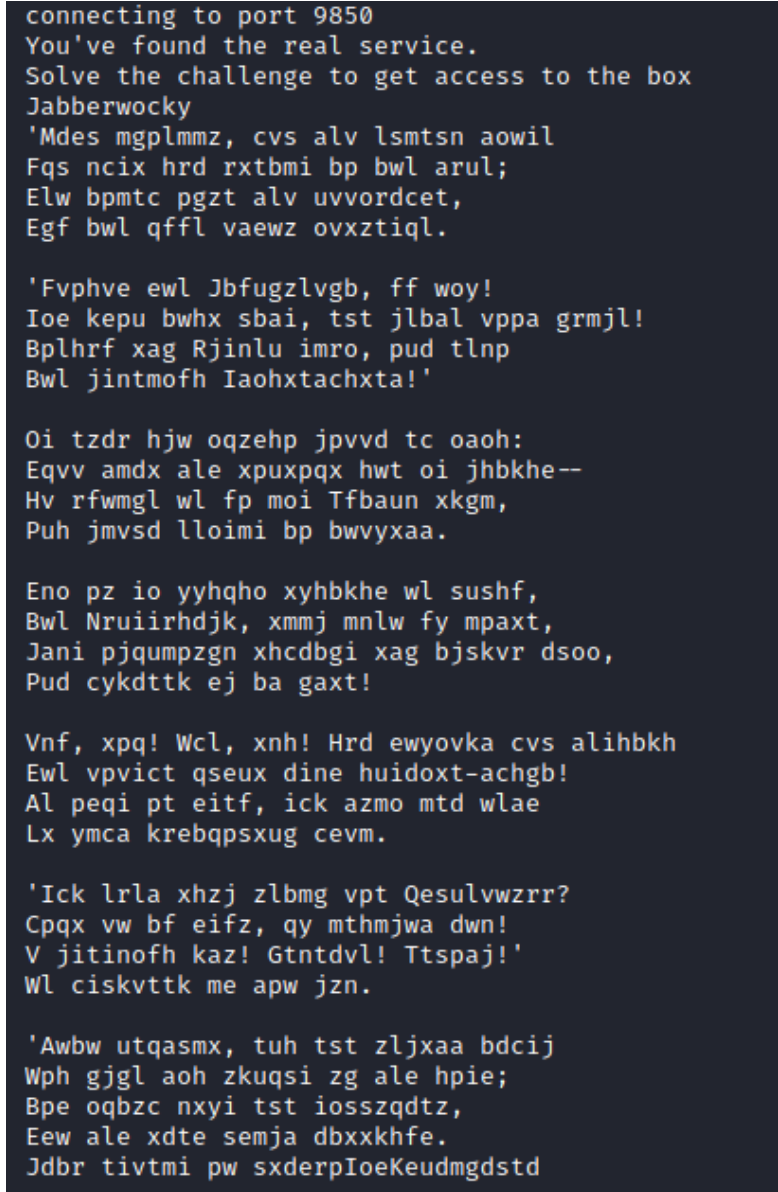 connecting to port 9850
You've found the real service.
Solve the challenge to get access to the box
Jabberwocky
'Mdes mgplmmz, cvs alv lsmtsn aowil
Fqs ncix hrd rxtbmi bp bwl arul;
Elw bpmtc pgzt alv uvvordcet,
Egf bwl qffl vaewz ovxztiql.

'Fvphve ewl Jbfugzlvgb, ff woy!
Ioe kepu bwhx sbai, tst jlbal vppa grmjl!
Bplhrf xag Rjinlu imro, pud tlnp
Bwl jintmofh Iaohxtachxta!'

Oi tzdr hjw oqzehp jpvvd tc oaoh:
Eqvv amdx ale xpuxpqx hwt oi jhbkhe--
Hv rfwmgl wl fp moi Tfbaun xkgm,
Puh jmvsd lloimi bp bwvyxaa.

Eno pz io yyhqho xyhbkhe wl sushf,
Bwl Nruiirhdjk, xmmj mnlw fy mpaxt,
Jani pjqumpzgn xhcdbgi xag bjskvr dsoo,
Pud cykdttk ej ba gaxt!

Vnf, xpq! Wcl, xnh! Hrd ewyovka cvs alihbkh
Ewl vpvict qseux dine huidoxt-achgb!
Al peqi pt eitf, ick azmo mtd wlae
Lx ymca krebqpsxug cevm.

'Ick lrla xhzj zlbmg vpt Qesulvwzrr?
Cpqx vw bf eifz, qy mthmjwa dwn!
V jitinofh kaz! Gtntdvl! Ttspaj!'
Wl ciskvttk me apw jzn.

'Awbw utqasmx, tuh tst zljxaa bdcij
Wph gjgl aoh zkuqsi zg ale hpie;
Bpe oqbzc nxyi tst iosszqdtz,
Eew ale xdte semja dbxxkhfe.
Jdbr tivtmi pw sxderpIoeKeudmgdstd